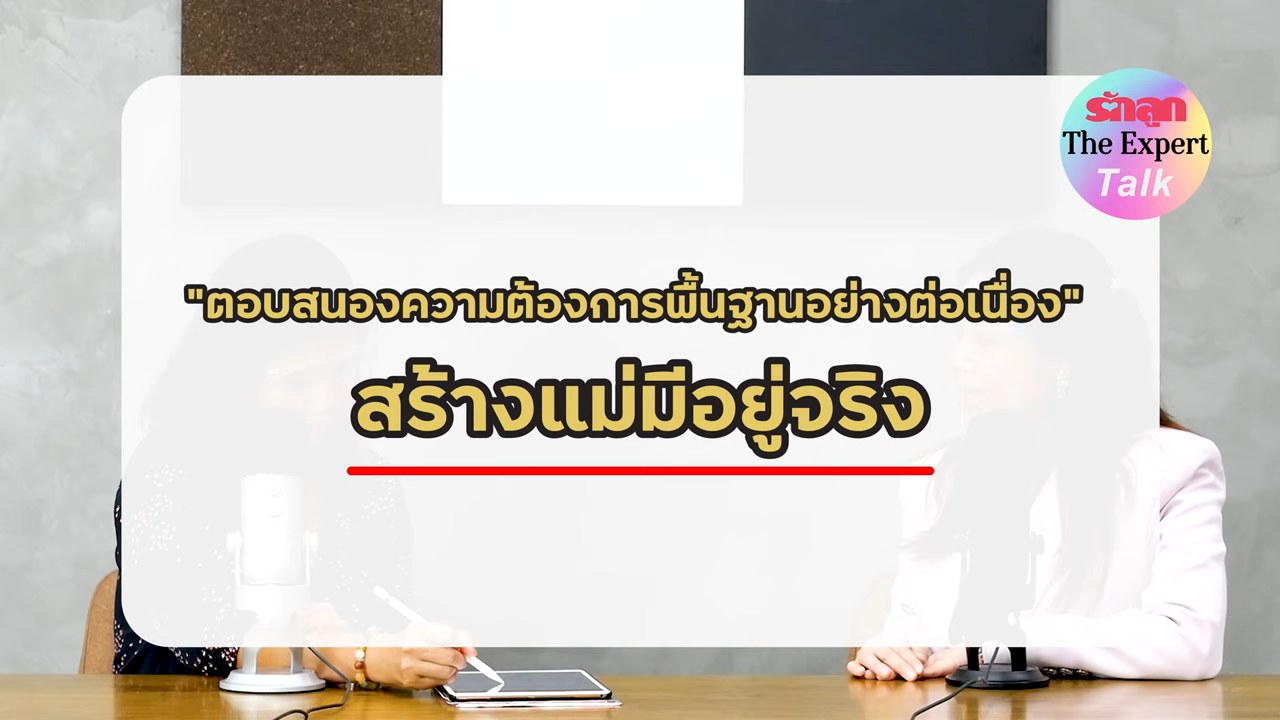 รักลูก
The Expert
Talk
"ตอบสนองความต้องการพื้นฐานอย่างต่อเนื่อง"
สร้างแม่มีอยู่จริง